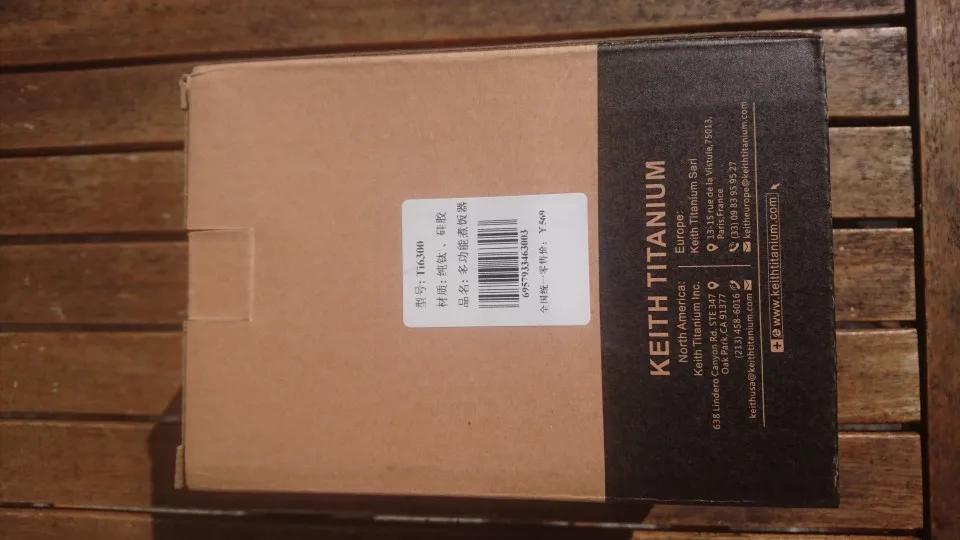 型号: Ti6300
材质: 纯钛 、硅胶
品名: 多功能煮饭器
6957933463003
全国统一零售价: ￥569
KEITH TITANIUM
North America:
Keith Titanium Inc.
638 Lindero Canyon Rd, STE 347
Oak Park,CA 91377
(213) 458-6016
keithusa@keithtitanium.com
Europe:
Keith Titanium Sarl
13-15 rue de la Vistule,75013,
Paris,France
(33) 09 83 95 95 27
keitheurope@keithtitanium.com
www.keithtitanium.com